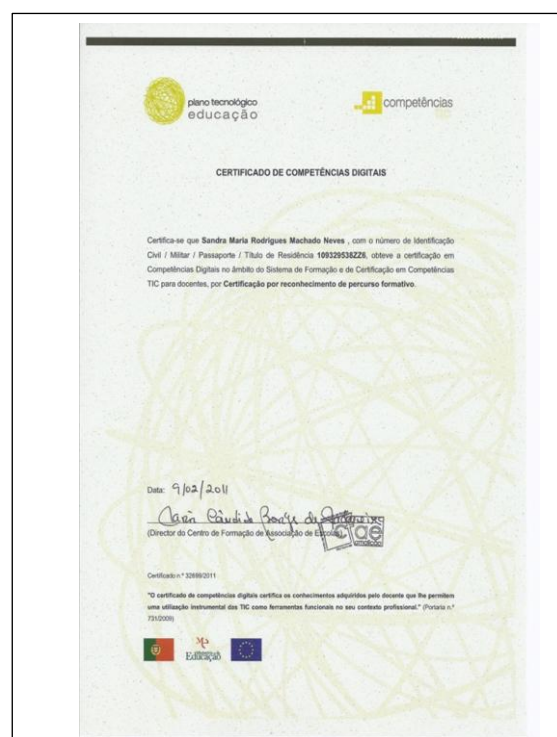 plano tecnológico
educação
competências
CERTIFICADO DE COMPETÊNCIAS DIGITAIS
Certifica-se que Sandra Maria Rodrigues Machado Neves , com o número de Identificação
Civil / Militar / Passaporte / Título de Residência 109329538ZZ6, obteve a certificação em
Competências Digitais no âmbito do Sistema de Formação e de Certificação em Competências
TIC para docentes, por Certificação por reconhecimento de percurso formativo.
Data: 9/02/2011
(Director do Centro de Formação de Associação de Escolas)
Certificado n.º 32699/2011
"O certificado de competências digitais certifica os conhecimentos adquiridos pelo docente que lhe permitem
uma utilização instrumental das TIC como ferramentas funcionais no seu contexto profissional." (Portaria n.º
731/2009)
Educação